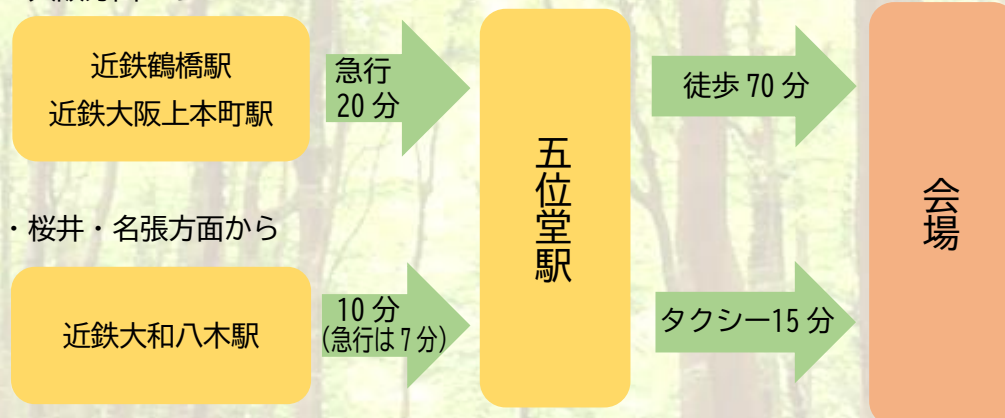 近鉄鶴橋駅
近鉄大阪上本町駅
急行
20 分
五位堂駅
徒歩 70 分
会場
・桜井・名張方面から
近鉄大和八木駅
10 分
(急行は 7 分)
タクシー15 分